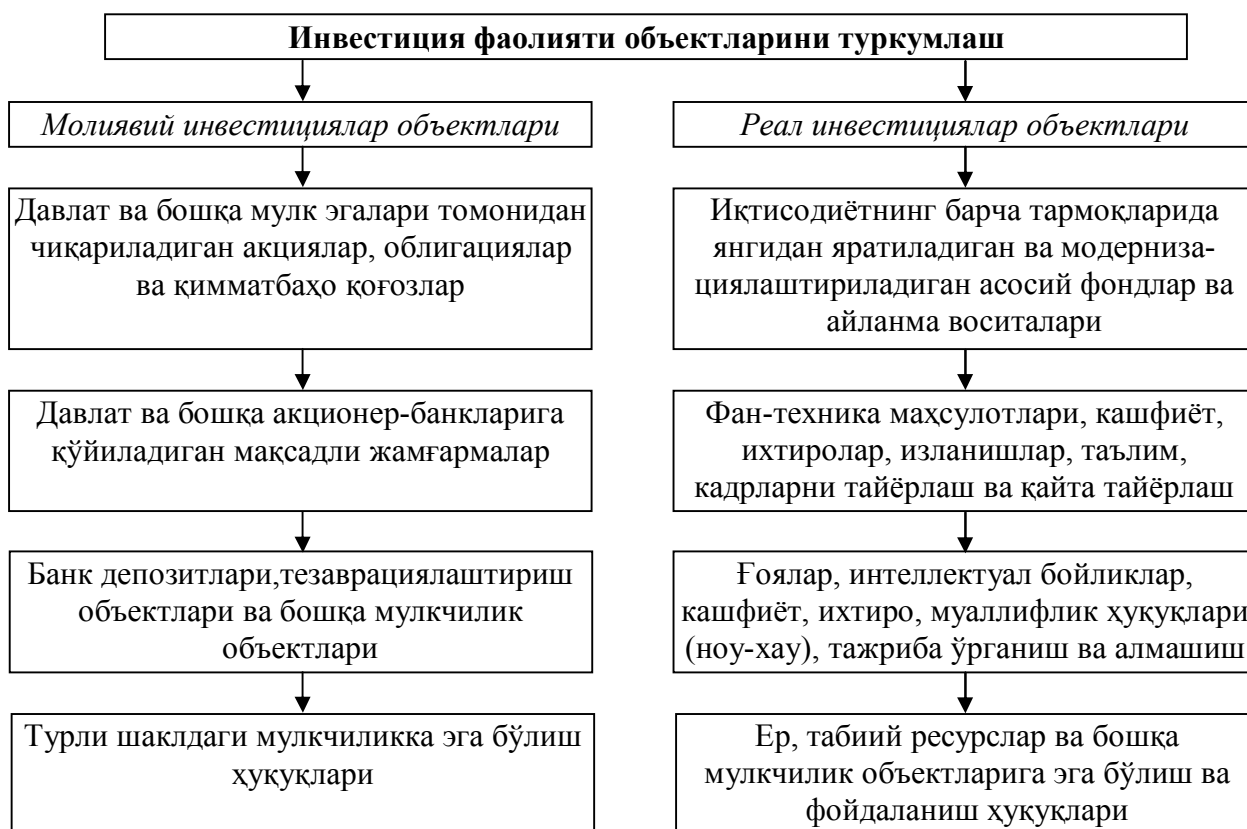 Инвестиция фаолияти объектларини туркумлаш
Молиявий инвестициялар объектлари
Давлат ва бошқа мулк эгалари томонидан
чиқариладиган акциялар, облигациялар
ва қимматбаҳо қоғозлар
Давлат ва бошқа акционер-банкларига
қўйиладиган мақсадли жамғармалар
Банк депозитлари,тезаврациялаштириш
объектлари ва бошқа мулкчилик
объектлари
Турли шаклдаги мулкчиликка эга бўлиш
ҳуқуқлари
Реал инвестициялар объектлари
Иқтисодиётнинг барча тармоқларида
янгидан яратиладиган ва модерниза-
циялаштириладиган асосий фондлар ва
айланма воситалари
Фан-техника маҳсулотлари, кашфиёт,
ихтиролар, изланишлар, таълим,
кадрларни тайёрлаш ва қайта тайёрлаш
Ғоялар, интеллектуал бойликлар,
кашфиёт, ихтиро, муаллифлик ҳуқуқлари
(ноу-хау), тажриба ўрганиш ва алмашиш
Ер, табиий ресурслар ва бошқа
мулкчилик объектларига эга бўлиш ва
фойдаланиш ҳуқуқлари